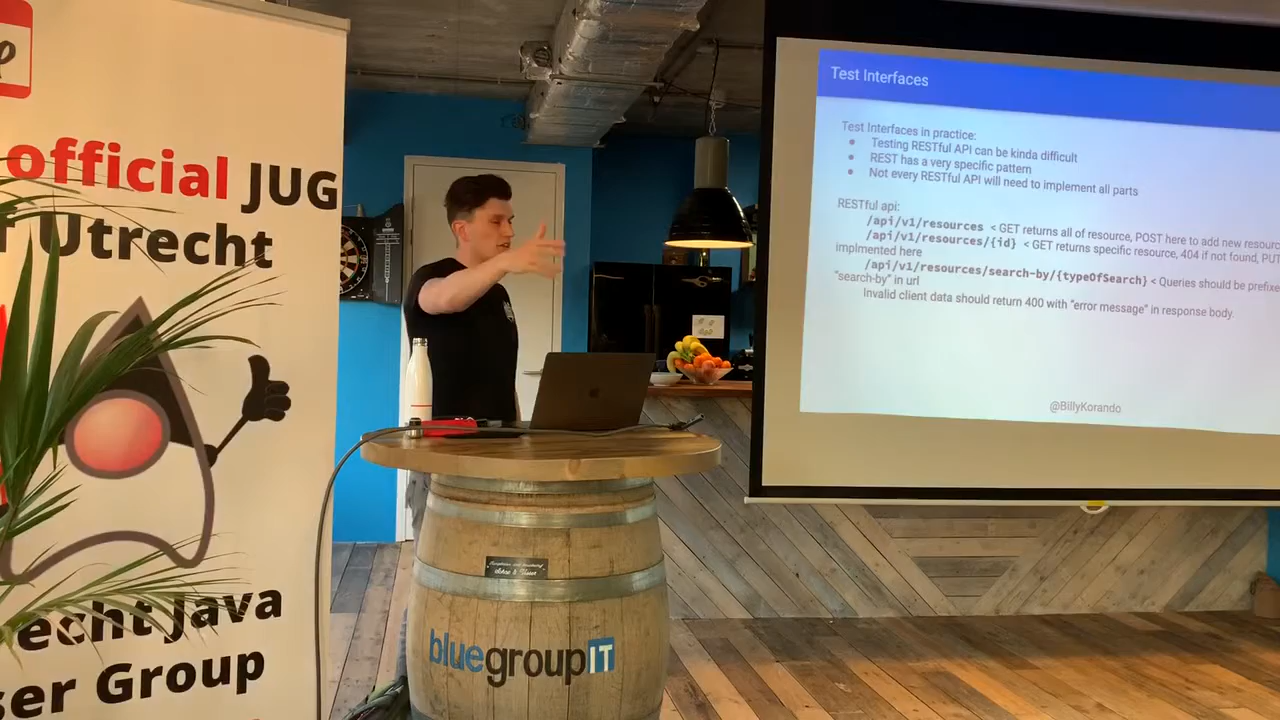 official JUG
Utrecht
echt Java
ser Group
bluegroupIT
Test Interfaces
Test Interfaces in practice:
• Testing RESTful API can be kinda difficult
• REST has a very specific pattern
• Not every RESTful API will need to implement all parts
RESTful api:
/api/v1/resources < GET returns all of resource, POST here to add new resourc
/api/v1/resources/{id} < GET returns specific resource, 404 if not found, PUT
implmented here
/api/v1/resources/search-by/{typeOfSearch} < Queries should be prefixe
"search-by" in url
Invalid client data should return 400 with "error message" in response body.
@BillyKorando